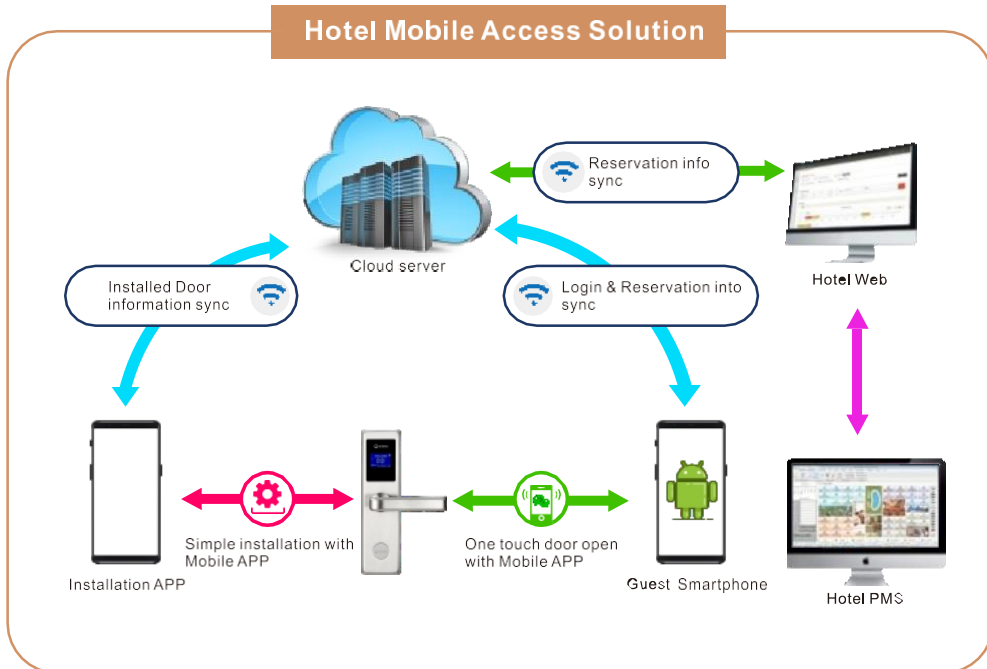 Hotel Mobile Access Solution
Reservation info
sync
Cloud server
Hotel Web
Installed Door
information sync
Login & Reservation into
sync
Simple installation with
Mobile APP
One touch door open
with Mobile APP
Installation APP
Guest Smartphone
Hotel PMS